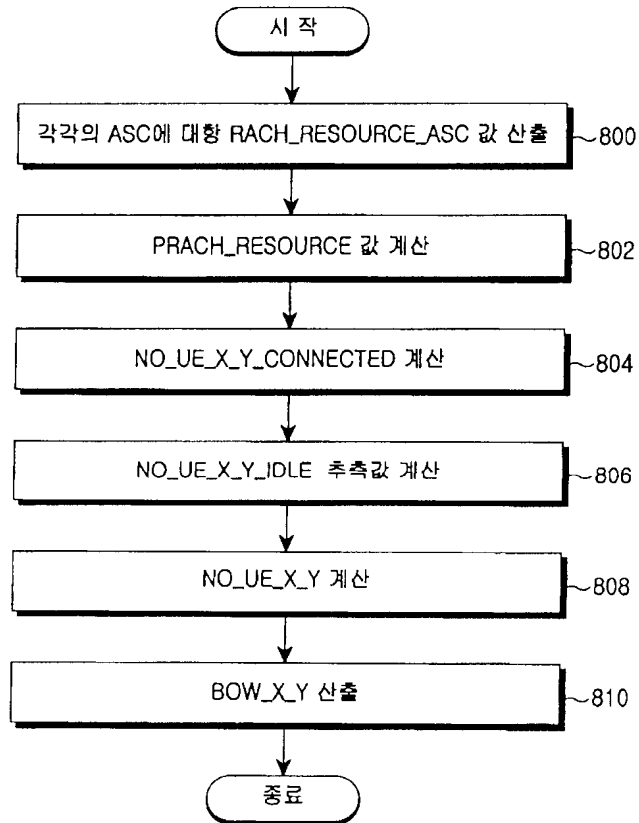 시 작
각각의 ASC에 대항 RACH_RESOURCE_ASC 값 산출
800
PRACH_RESOURCE 값 계산
802
NO_UE_X_Y_CONNECTED 계산
804
NO_UE_X_Y_IDLE 추측값 계산
806
NO_UE_X_Y 계산
808
BOW_X_Y 산출
810
종료